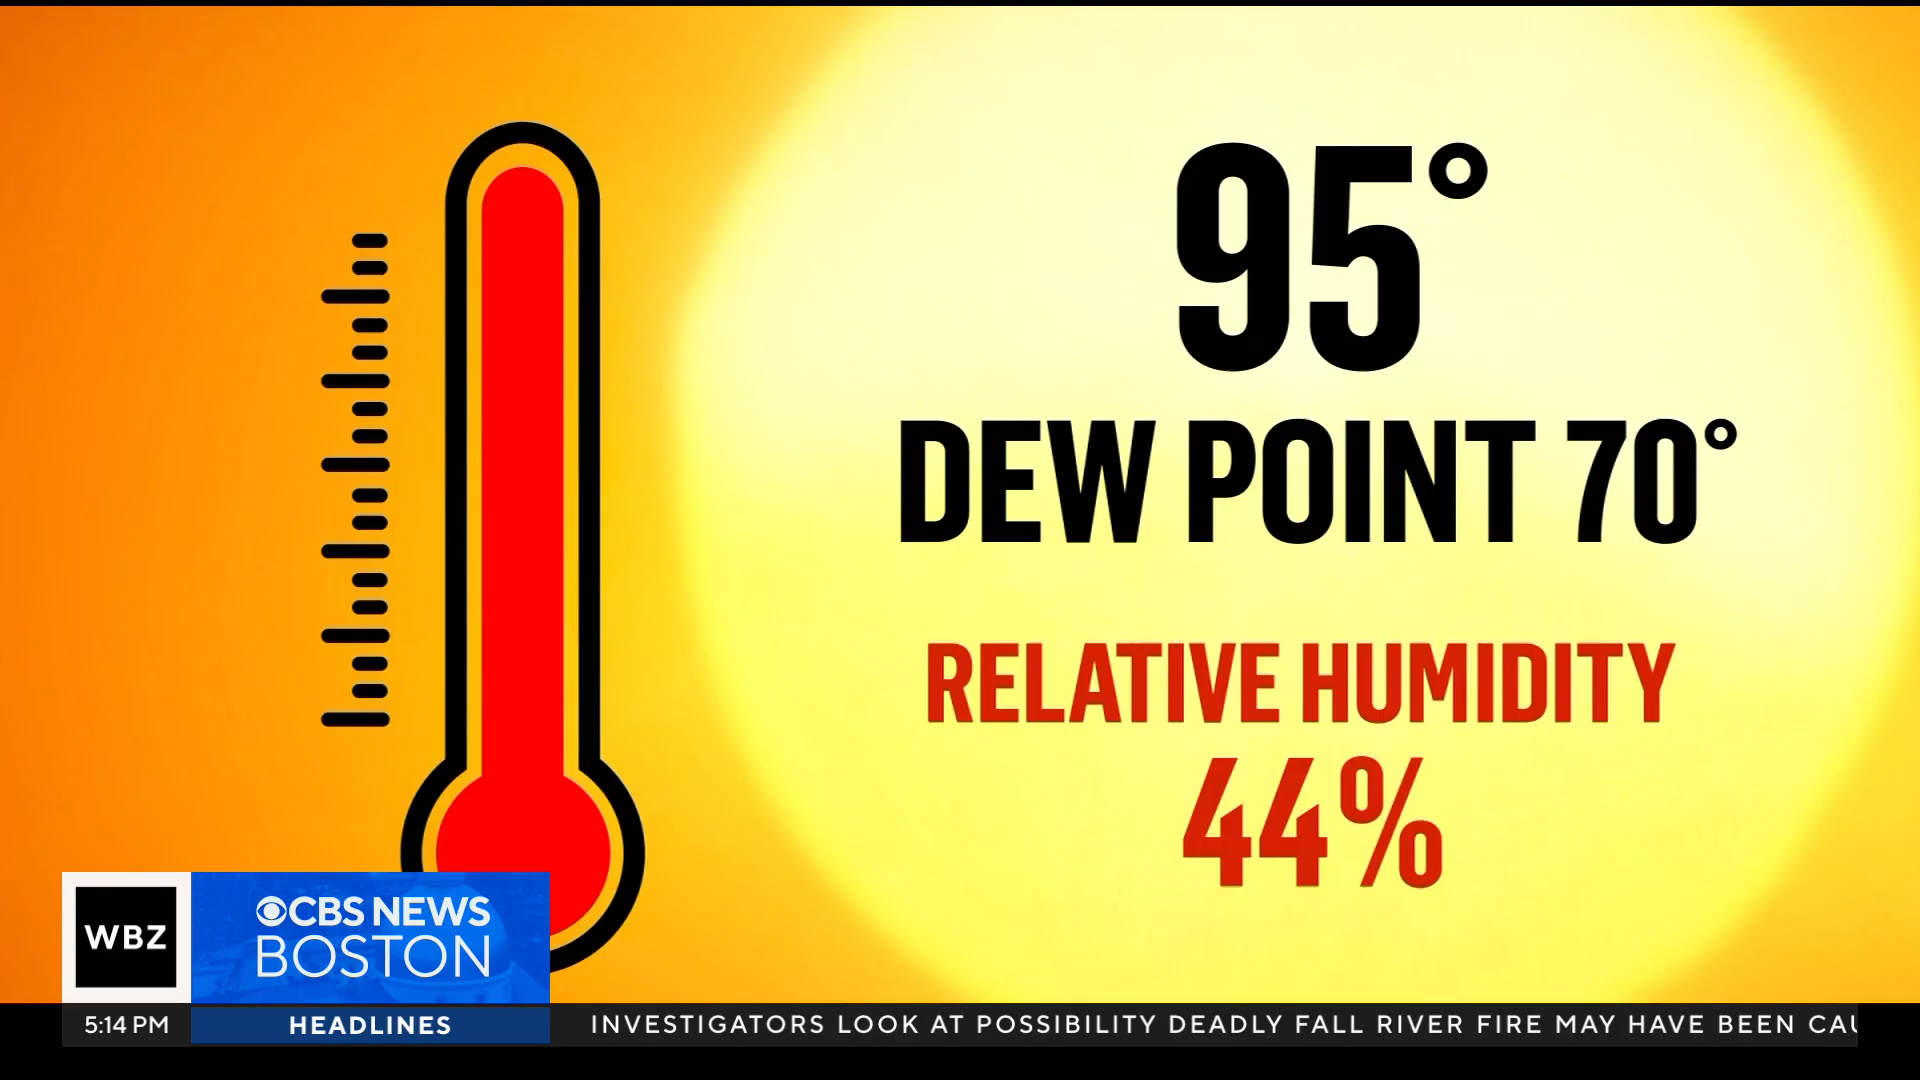 95°
DEW POINT 70°
RELATIVE HUMIDITY
44%
WBZ
CBS NEWS
BOSTON
5:14 PM
HEADLINES
INVESTIGATORS LOOK AT POSSIBILITY DEADLY FALL RIVER FIRE MAY HAVE BEEN